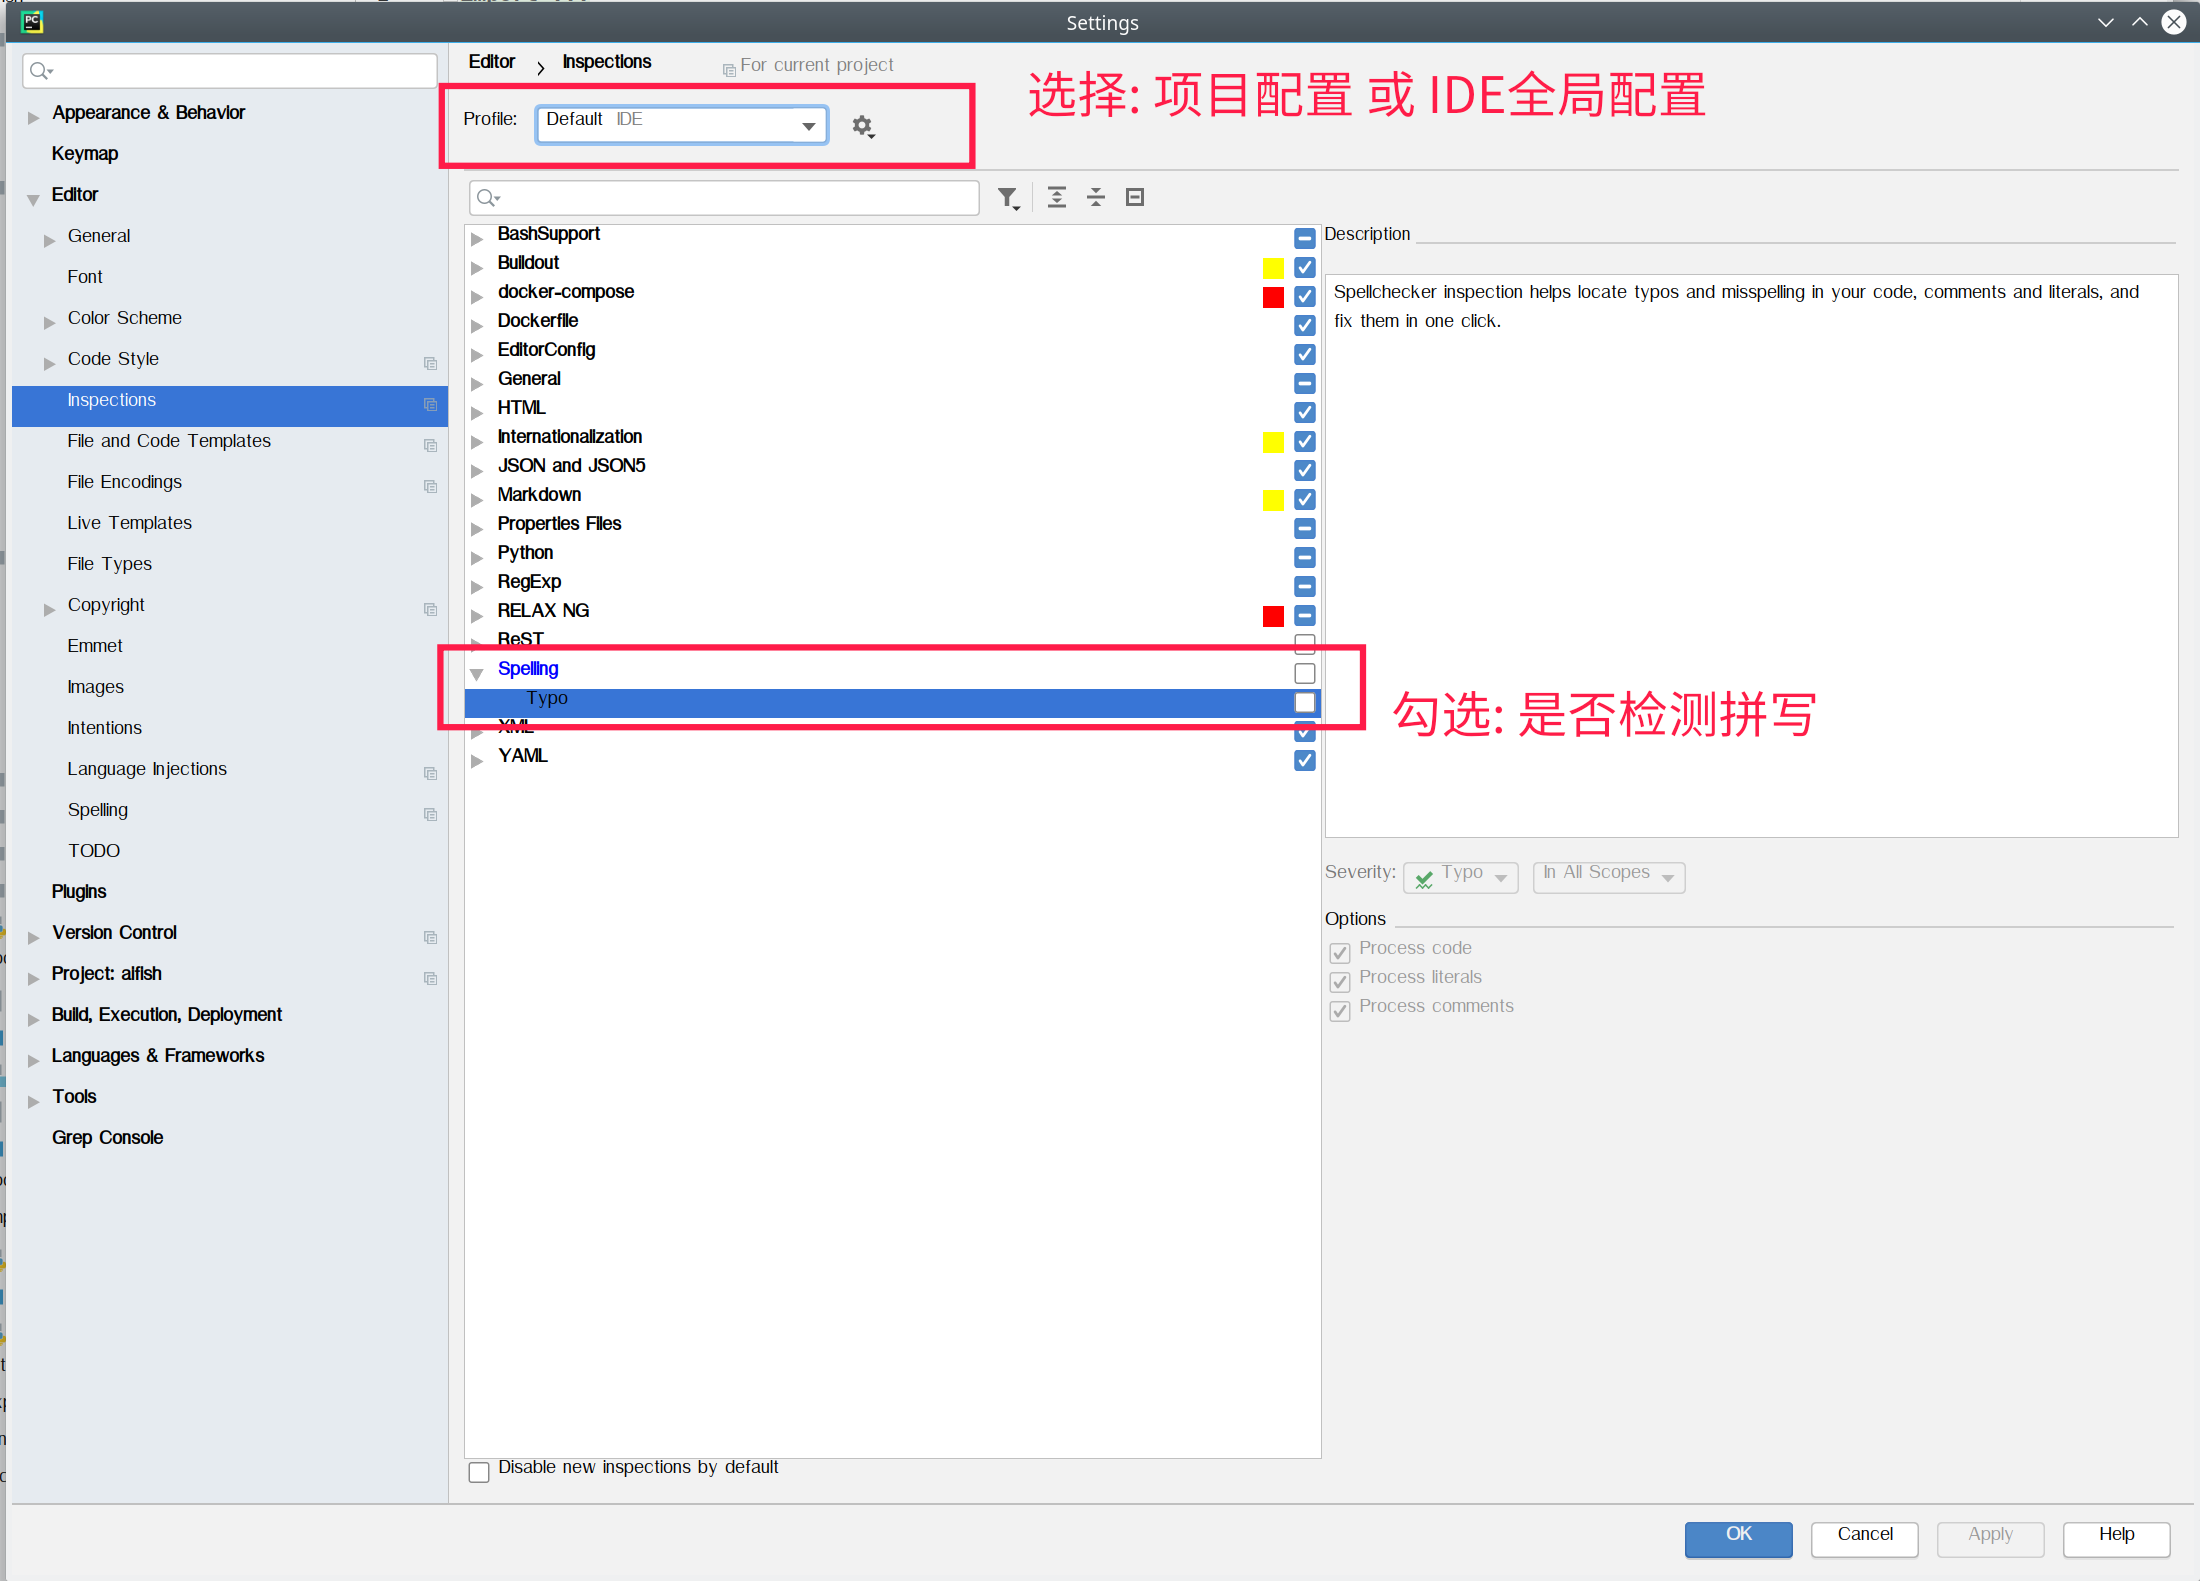 Settings
Editor
Inspections
For current project
选择: 项目配置 或 IDE全局配置
Profile:
Default IDE
Appearance & Behavior
Keymap
Editor
General
Font
Color Scheme
Code Style
Inspections
File and Code Templates
File Encodings
Live Templates
File Types
Copyright
Emmet
Images
Intentions
Language Injections
Spelling
TODO
Plugins
Version Control
Project: aifish
Build, Execution, Deployment
Languages & Frameworks
Tools
Grep Console
BashSupport
Buildout
docker-compose
Dockerfile
EditorConfig
General
HTML
Internationalization
JSON and JSON5
Markdown
Properties Files
Python
RegExp
RELAX NG
ReST
Spelling
Typo
XML
YAML
勾选: 是否检测拼写
Disable new inspections by default
Description
Spellchecker inspection helps locate typos and misspelling in your code, comments and literals, and
fix them in one click.
Severity:
Typo
In All Scopes
Options
Process code
Process literals
Process comments
OK
Cancel
Apply
Help